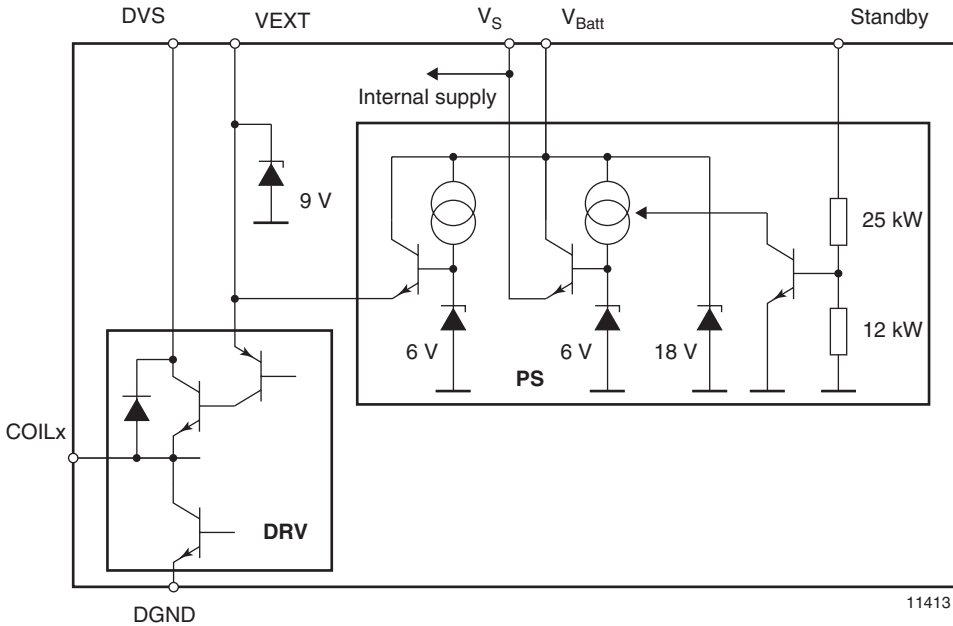 DVS VEXT VS VBatt Standby
Internal supply
9 V
25 kW
6 V 6 V 18 V 12 kW
PS
COILx
DRV
DGND
11413